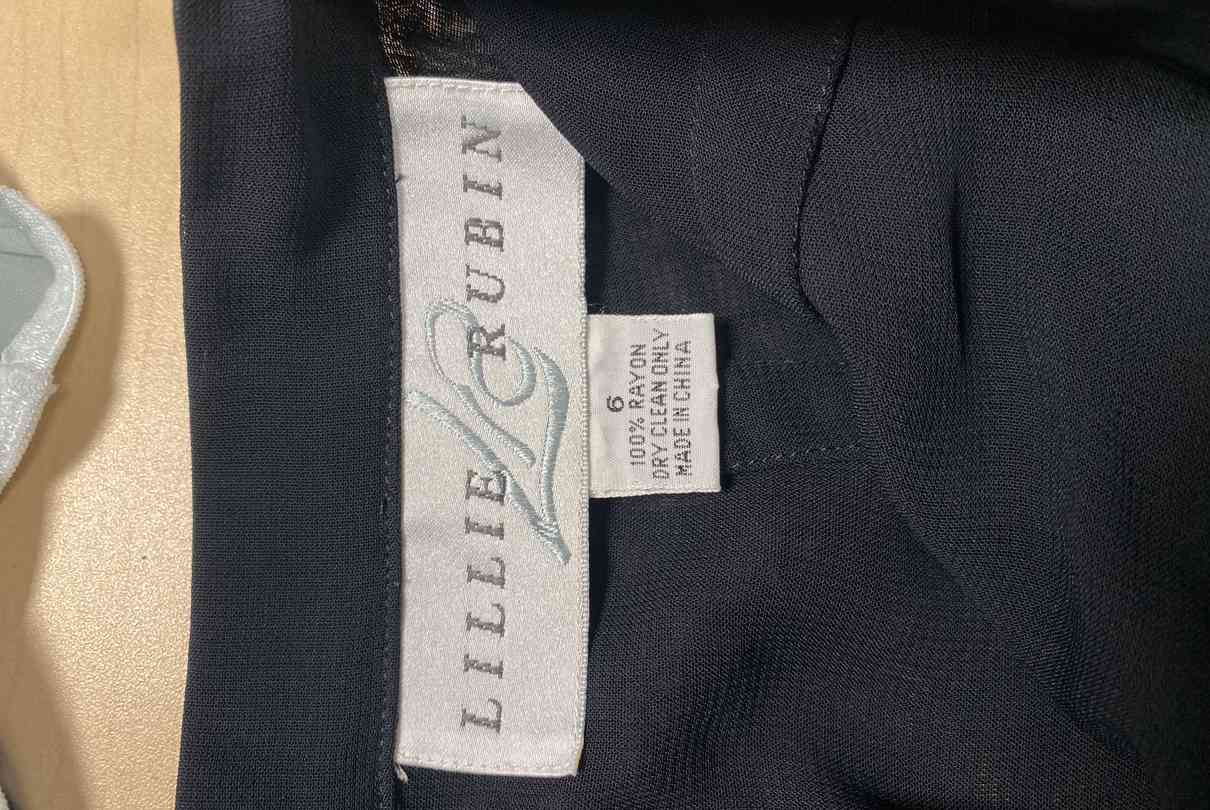 LILLIE RUBIN
LR
6
100% RAYON
DRY CLEAN ONLY
MADE IN CHINA